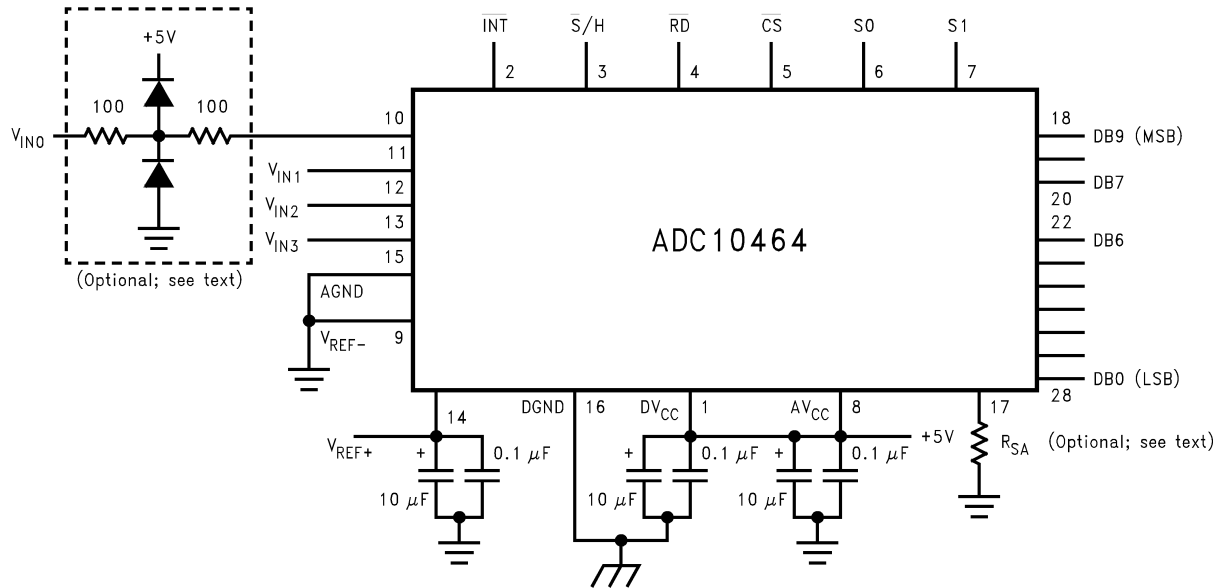 INT S/H RD CS S0 S1
2 3 4 5 6 7
+5V
100 100
V_IN0
(Optional; see text)
10
11
V_IN1
12
V_IN2
13
V_IN3
15
AGND
V_REF- 9
ADC10464
18
DB9 (MSB)
DB7
20
22
DB6
DB0 (LSB)
28
14
DGND 16
DV_CC 1
AV_CC 8
17
V_REF+
+ 0.1 μF
10 μF
+ 0.1 μF
10 μF
+ 0.1 μF
10 μF
+5V
R_SA (Optional; see text)